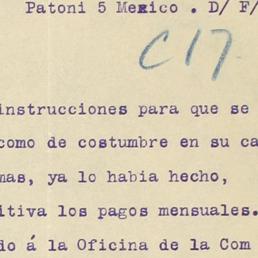 Patoni 5 Mexico . D/ F/
C17.
instrucciones para que se
como de costumbre en su ca
mas, ya lo habia hecho,
itiva los pagos mensuales.
do á la Oficina de la Com